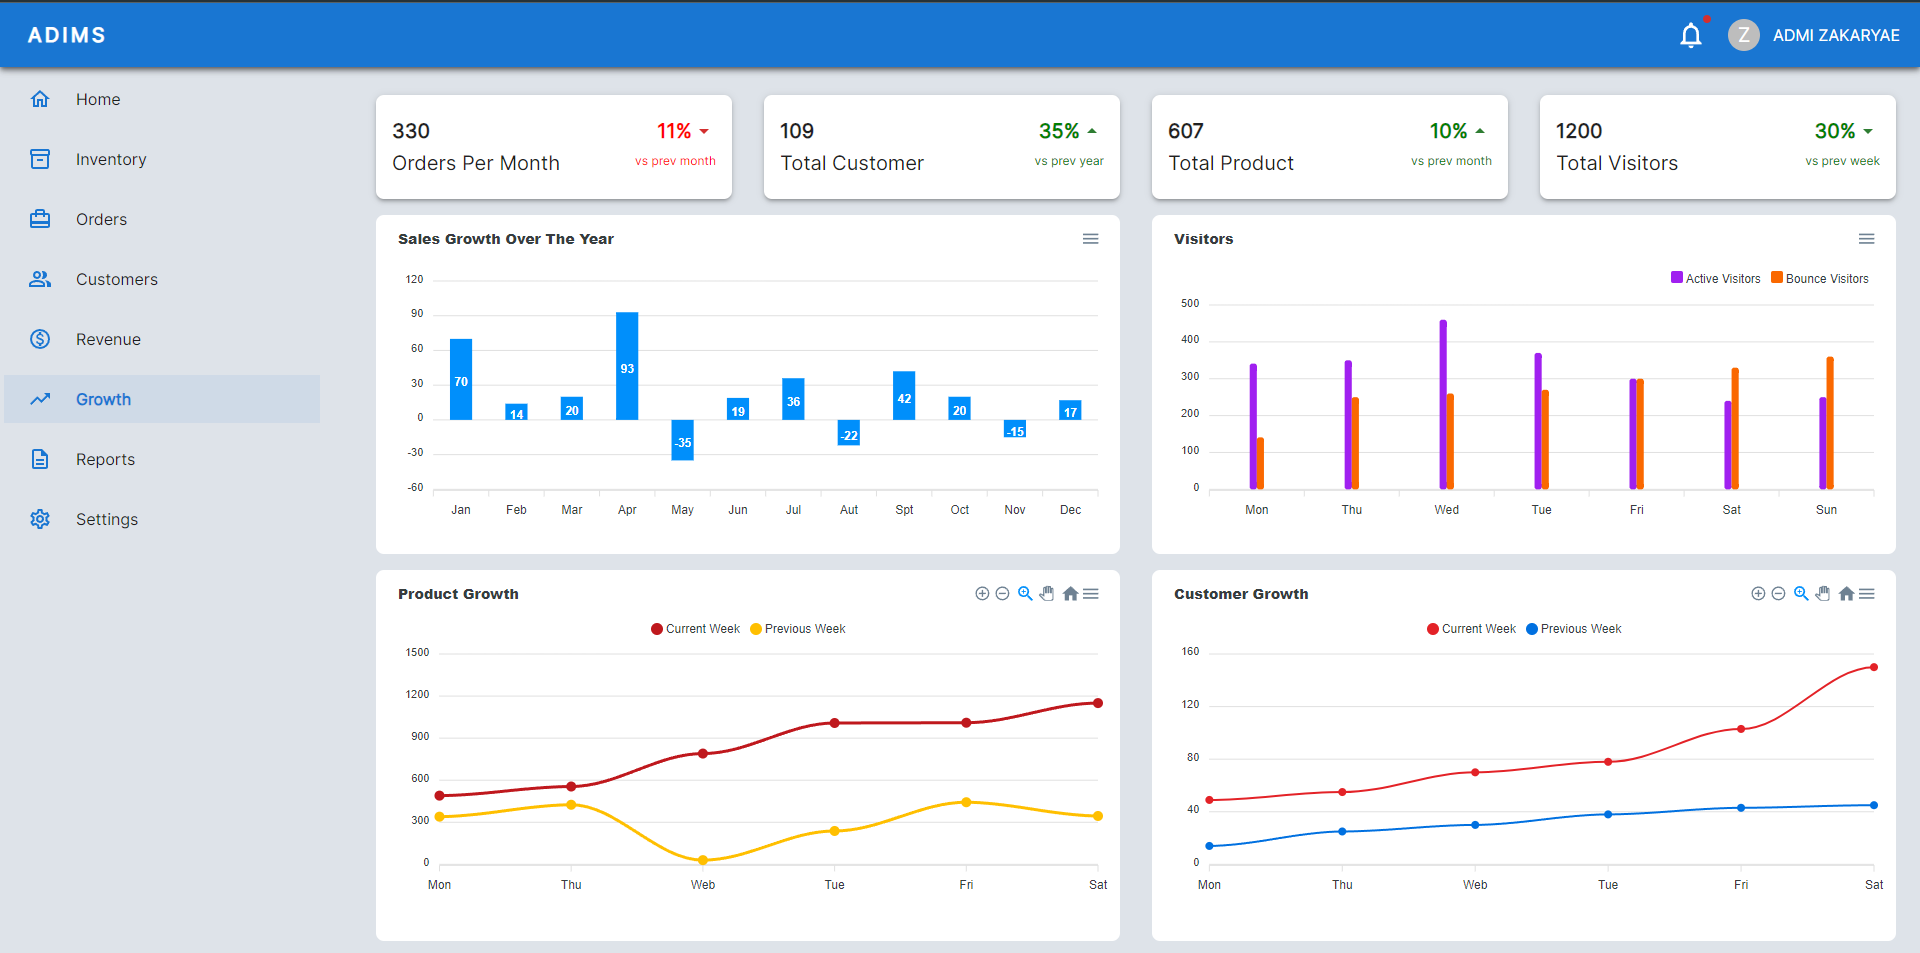 ADIMS
Z ADMI ZAKARYAE
Home
Inventory
Orders
Customers
Revenue
Growth
Reports
Settings
330 11%
Orders Per Month vs prev month
109 35%
Total Customer vs prev year
607 10%
Total Product vs prev month
1200 30%
Total Visitors vs prev week
Sales Growth Over The Year
120
90
60
30
0
-30
-60
70 14 20 93 -35 19 36 -22 42 20 -15 17
Jan Feb Mar Apr May Jun Jul Aut Spt Oct Nov Dec
Visitors
Active Visitors Bounce Visitors
500
400
300
200
100
0
Mon Thu Wed Tue Fri Sat Sun
Product Growth
Current Week Previous Week
1500
1200
900
600
300
0
Mon Thu Web Tue Fri Sat
Customer Growth
Current Week Previous Week
160
120
80
40
0
Mon Thu Web Tue Fri Sat